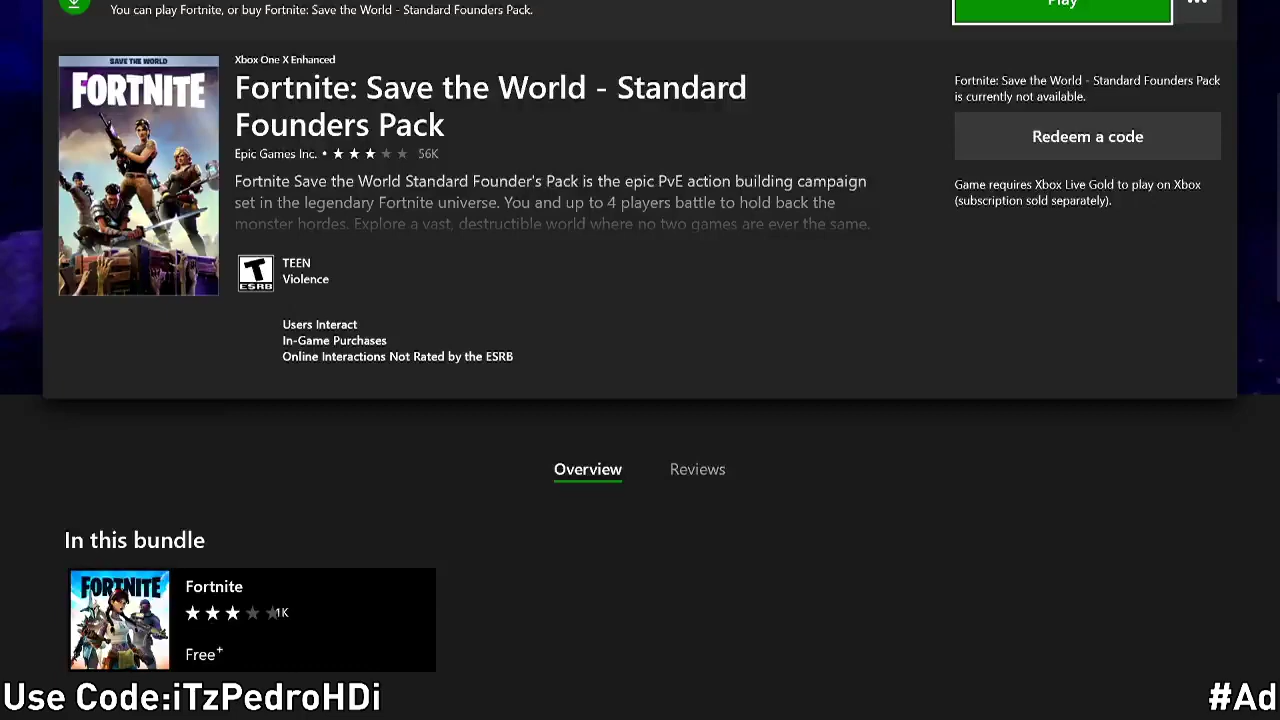 You can play Fortnite, or buy Fortnite: Save the World - Standard Founders Pack.
Play
SAVE THE WORLD
FORTNITE
Xbox One X Enhanced
Fortnite: Save the World - Standard
Founders Pack
Epic Games Inc. • 56K
Fortnite Save the World Standard Founder's Pack is the epic PvE action building campaign
set in the legendary Fortnite universe. You and up to 4 players battle to hold back the
monster hordes. Explore a vast, destructible world where no two games are ever the same.
T
ESRB
TEEN
Violence
Users Interact
In-Game Purchases
Online Interactions Not Rated by the ESRB
Fortnite: Save the World - Standard Founders Pack
is currently not available.
Redeem a code
Game requires Xbox Live Gold to play on Xbox
(subscription sold separately).
Overview
Reviews
In this bundle
FORTNITE
Fortnite
1K
Free+
Use Code:iTzPedroHDi
#Ad